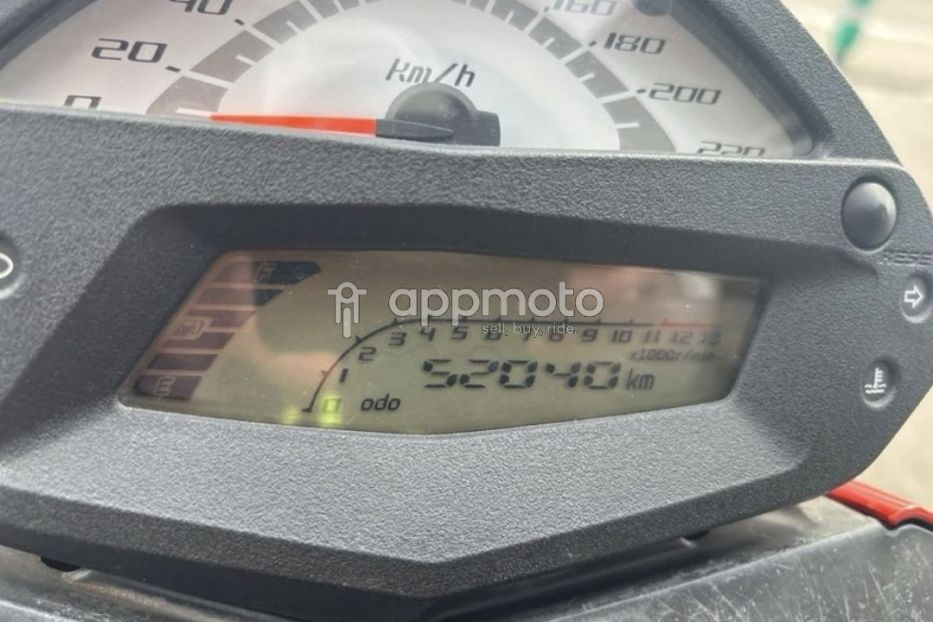 0 20 40 160 180 200 220
km/h
appmoto
sell, buy, ride.
0 1 2 3 4 5 6 7 8 9 10 11 12 13
x1000r/min
odo 52040 km